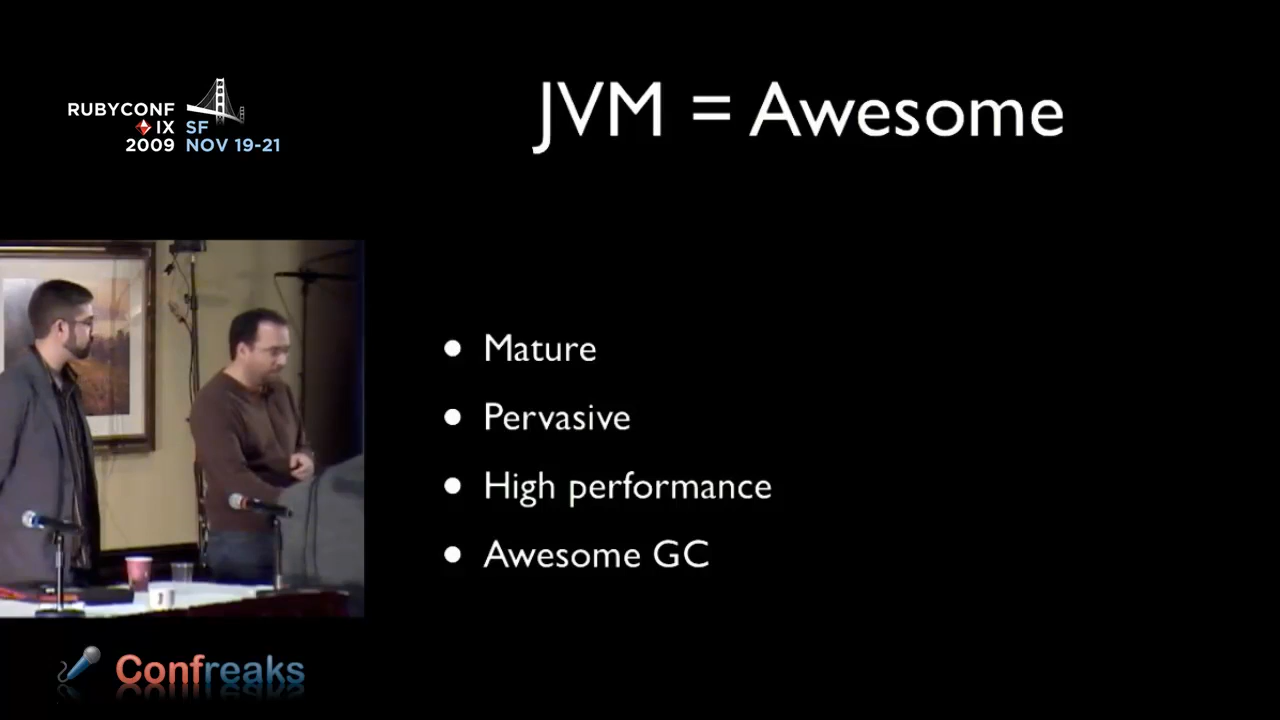 RUBYCONF
IX SF
2009 NOV 19-21
JVM = Awesome
Mature
Pervasive
High performance
Awesome GC
Confreaks